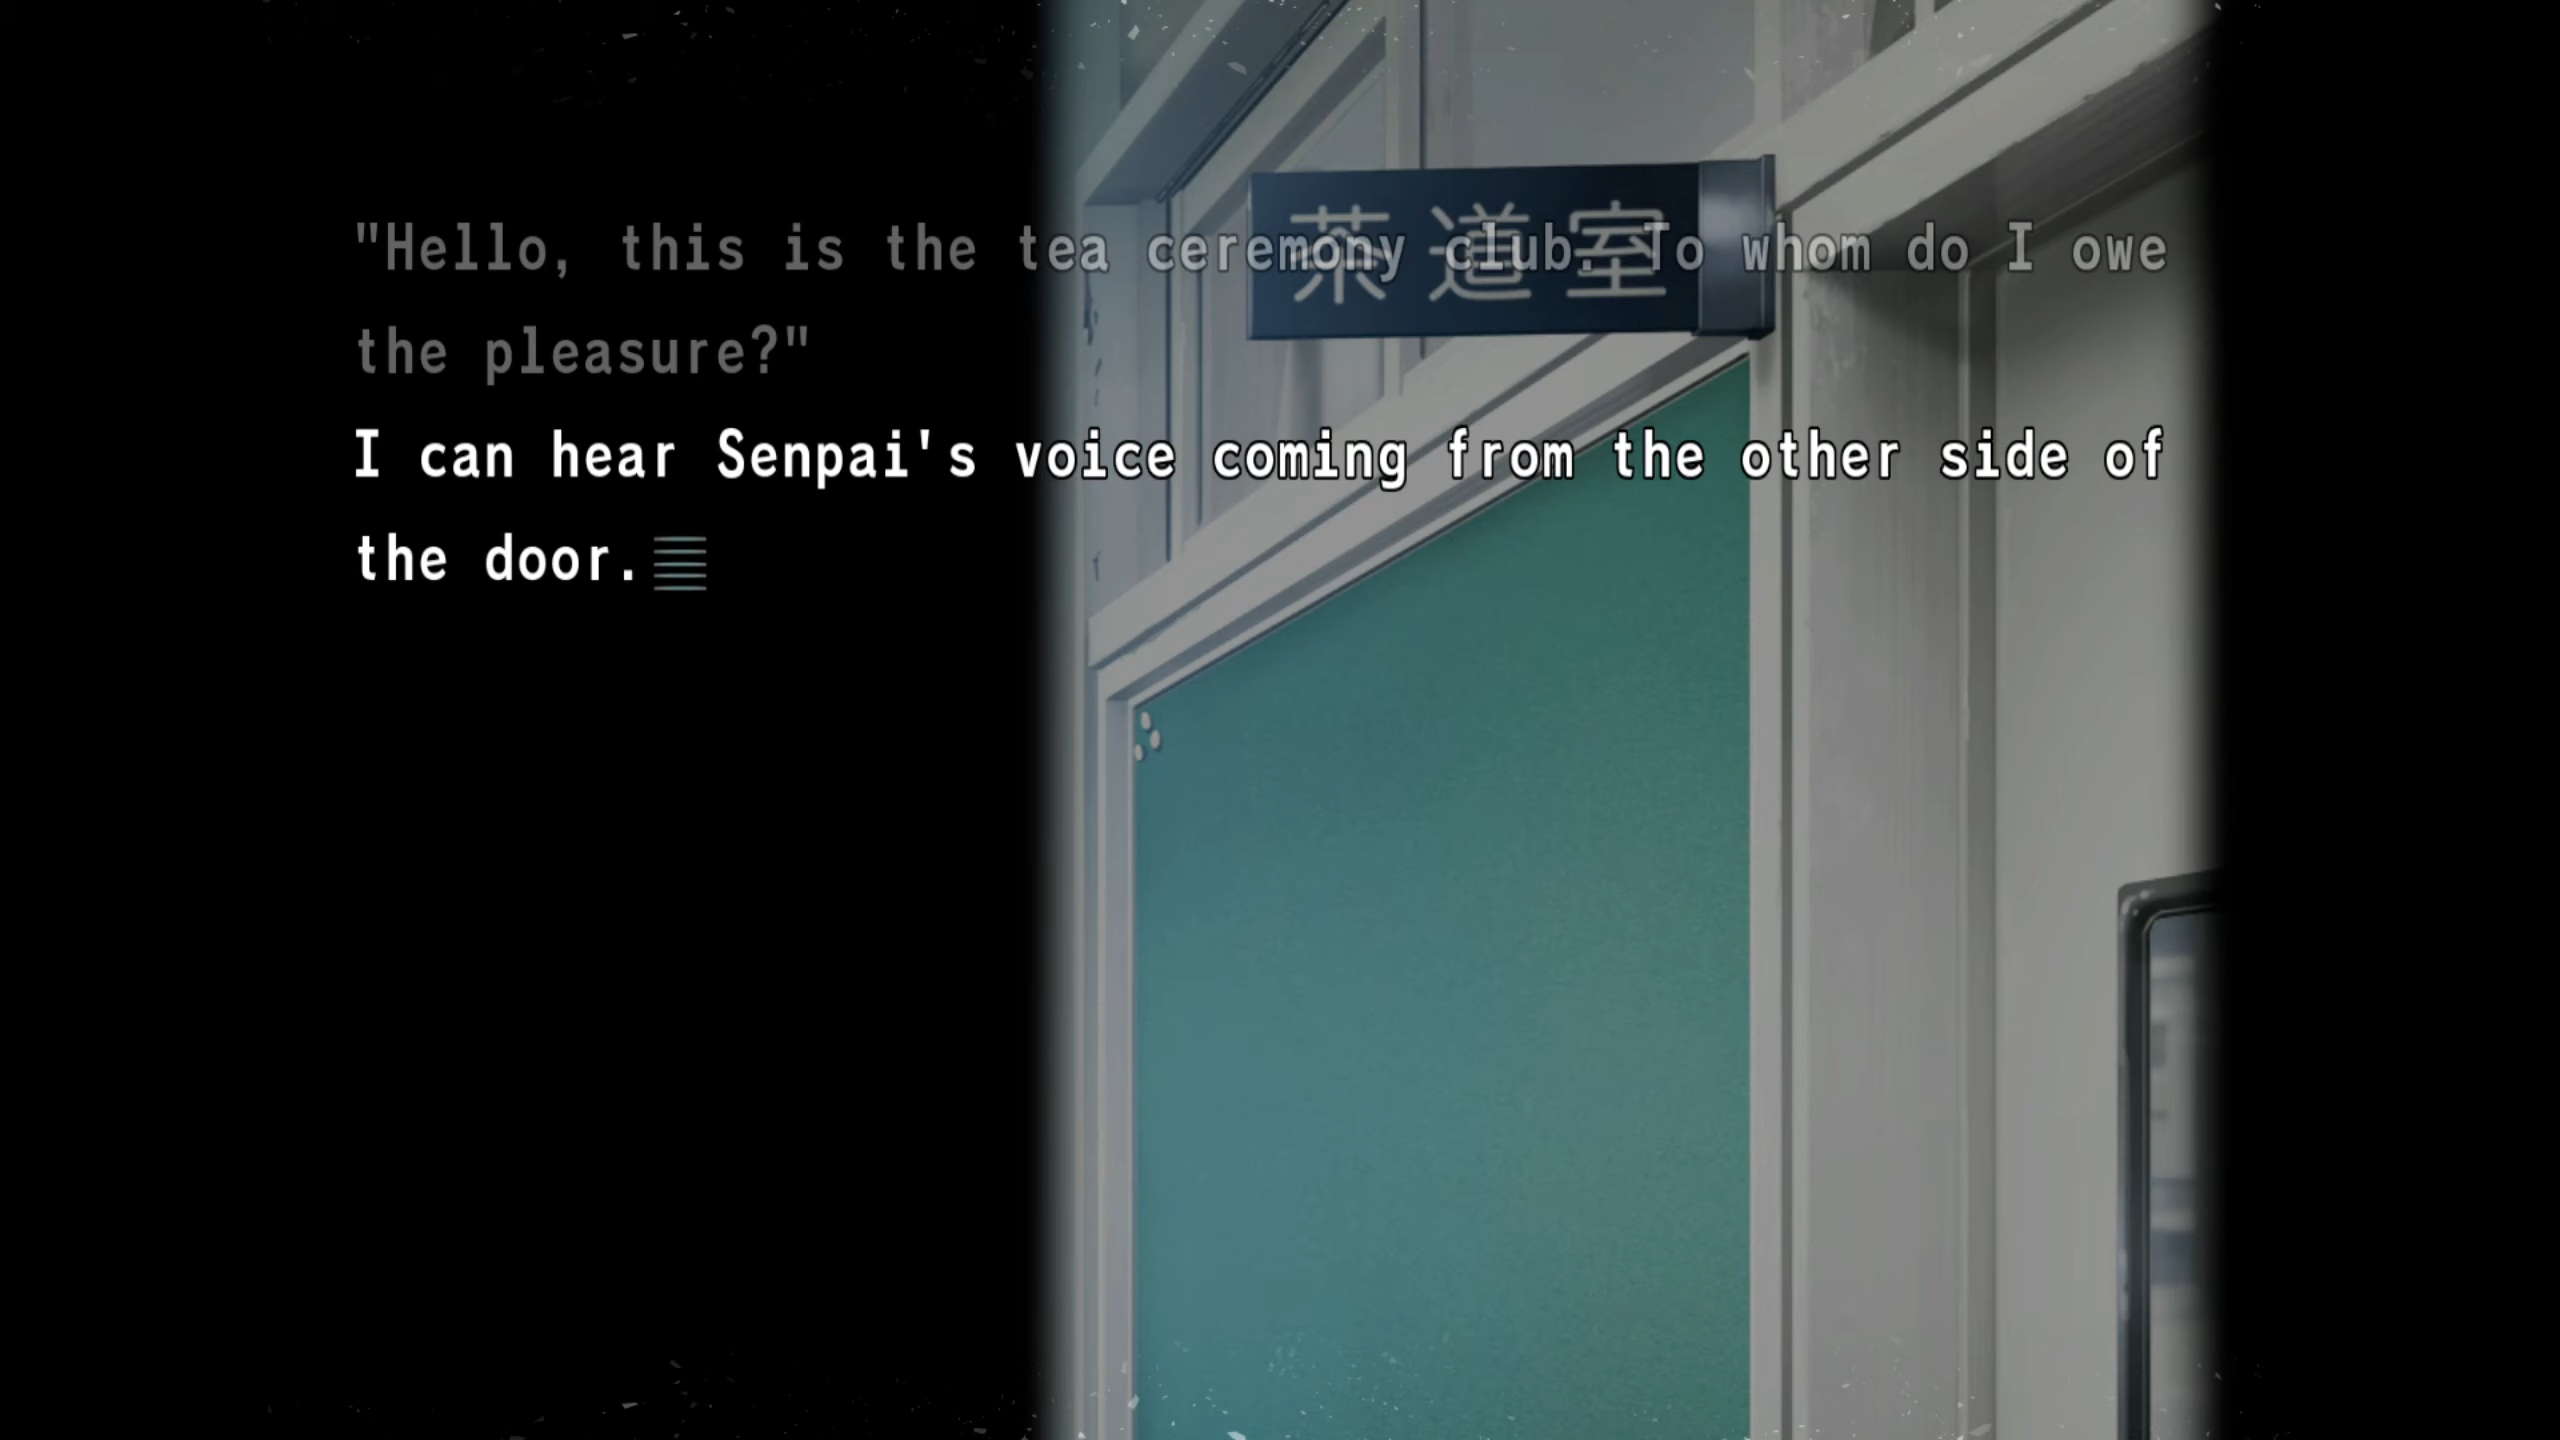 茶道室
"Hello, this is the tea ceremony club. To whom do I owe
the pleasure?"
I can hear Senpai's voice coming from the other side of
the door.